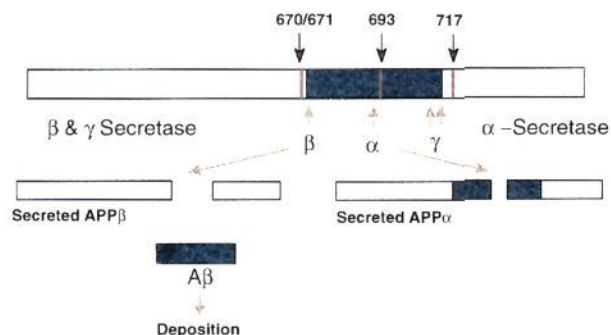 670/671 693 717
β & γ Secretase α –Secretase
β α γ
Secreted APPβ Secreted APPα
Aβ
Deposition